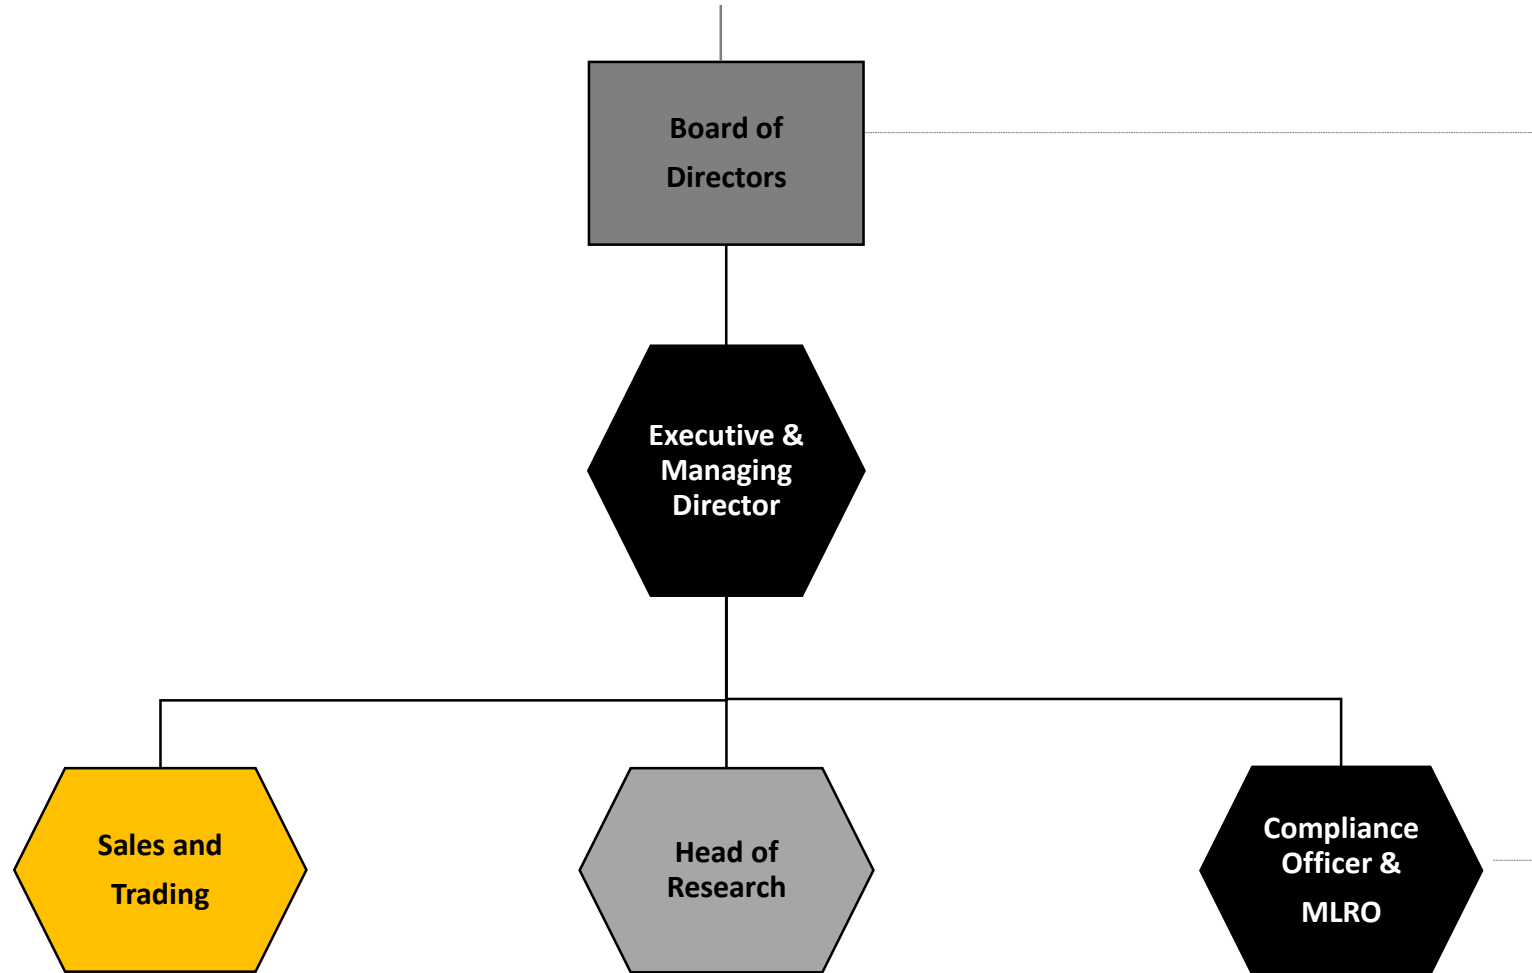 Board of
Directors
Executive &
Managing
Director
Sales and
Trading
Head of
Research
Compliance
Officer &
MLRO